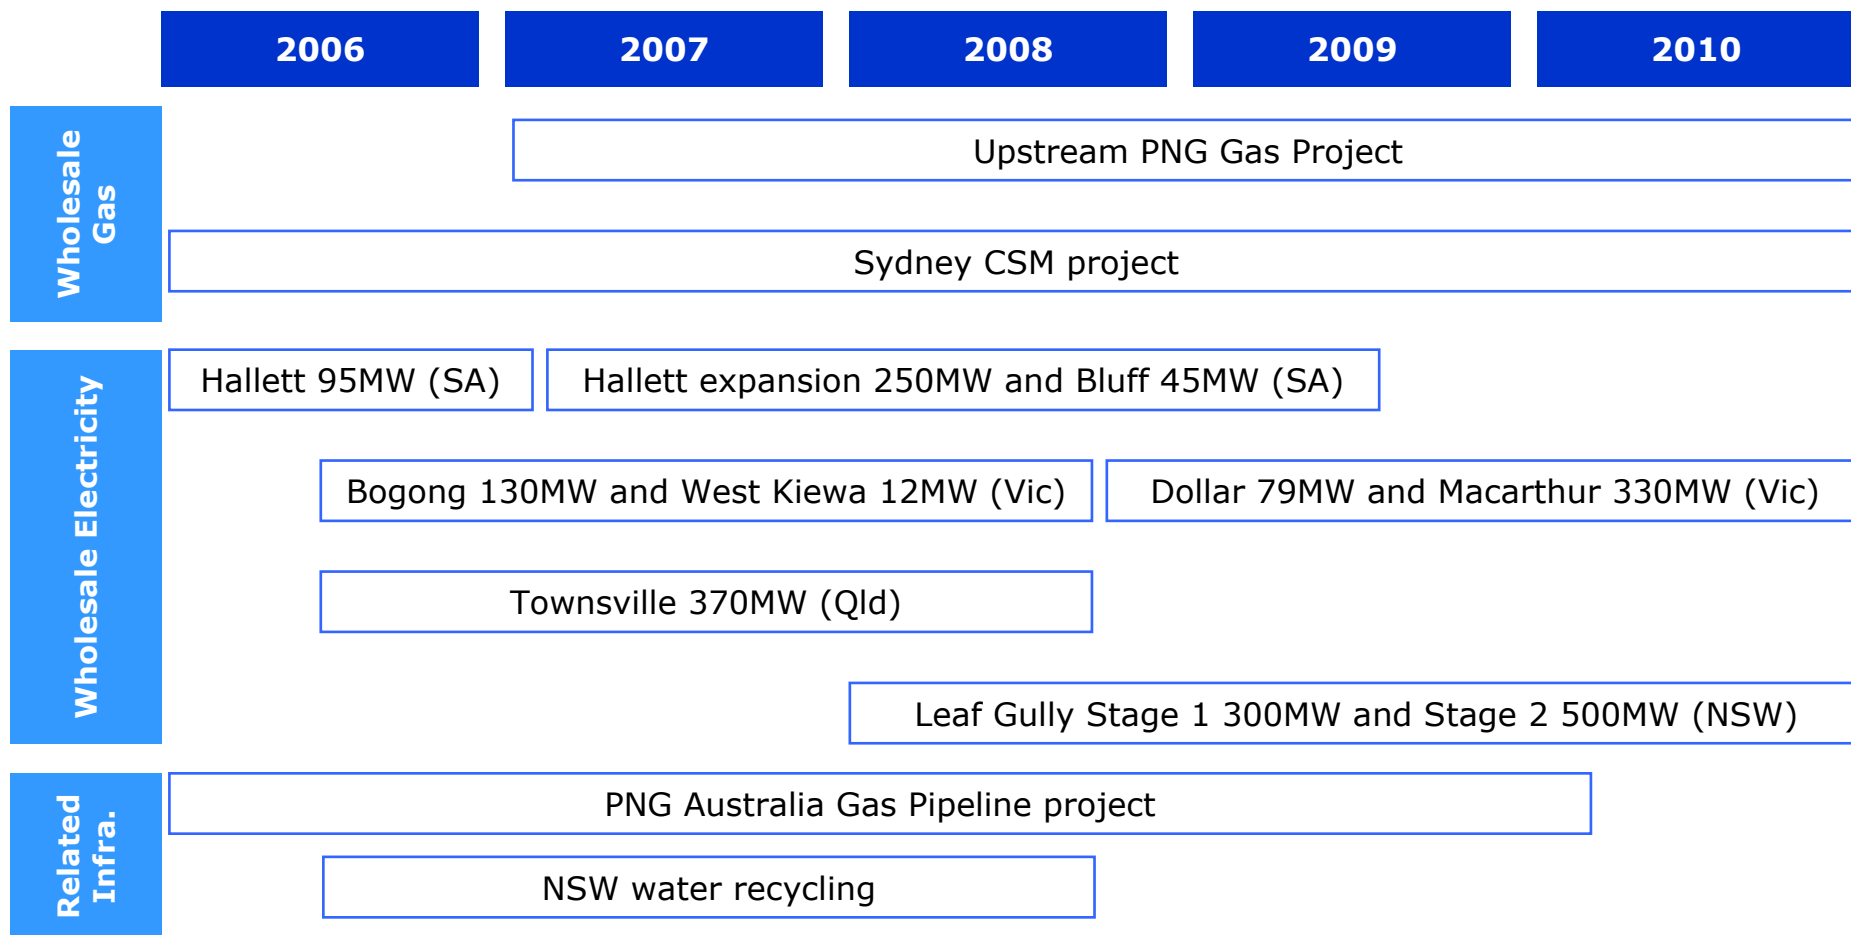 2006 2007 2008 2009 2010
Wholesale
Gas
Upstream PNG Gas Project
Sydney CSM project
Wholesale Electricity
Hallett 95MW (SA) Hallett expansion 250MW and Bluff 45MW (SA)
Bogong 130MW and West Kiewa 12MW (Vic) Dollar 79MW and Macarthur 330MW (Vic)
Townsville 370MW (Qld)
Leaf Gully Stage 1 300MW and Stage 2 500MW (NSW)
Related
Infra.
PNG Australia Gas Pipeline project
NSW water recycling